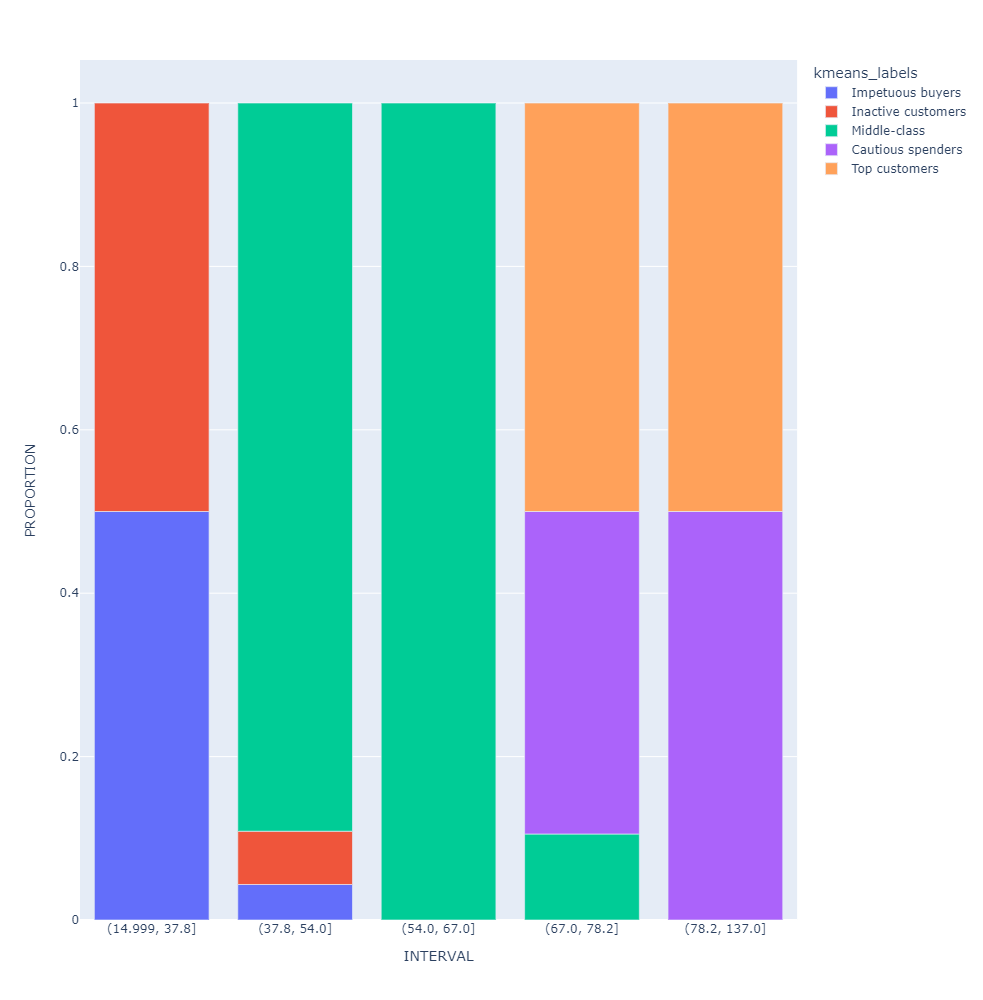 kmeans_labels
Impetuous buyers
Inactive customers
Middle-class
Cautious spenders
Top customers
1
0.8
0.6
0.4
0.2
0
PROPORTION
(14.999, 37.8]
(37.8, 54.0]
(54.0, 67.0]
(67.0, 78.2]
(78.2, 137.0]
INTERVAL